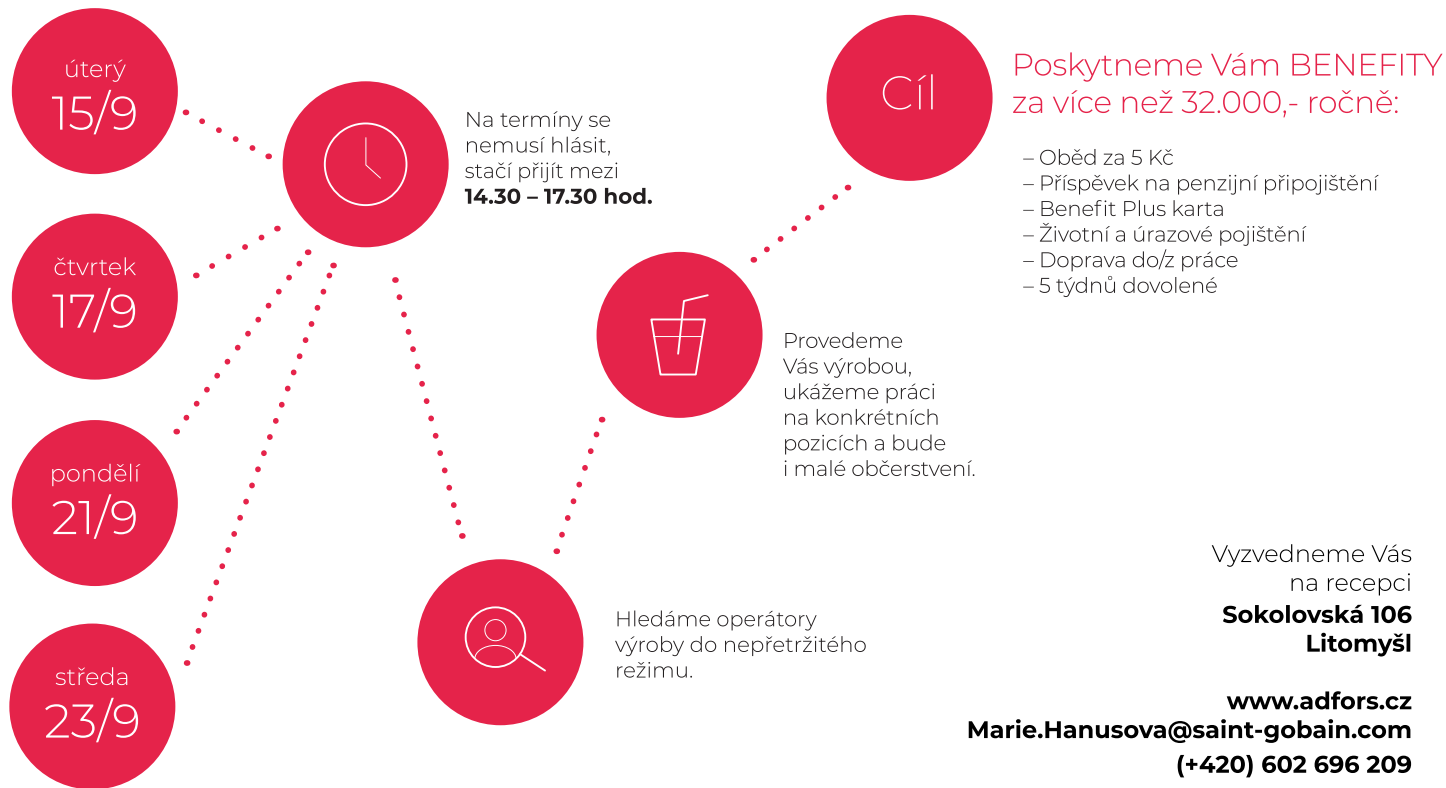 úterý
15/9
čtvrtek
17/9
pondělí
21/9
středa
23/9
Na termíny se
nemusí hlásit,
stačí přijít mezi
14.30 – 17.30 hod.
Hledáme operátory
výroby do nepřetržitého
režimu.
Provedeme
Vás výrobou,
ukážeme práci
na konkrétních
pozicích a bude
i malé občerstvení.
Cíl
Poskytneme Vám BENEFITY
za více než 32.000,- ročně:
– Oběd za 5 Kč
– Příspěvek na penzijní připojištění
– Benefit Plus karta
– Životní a úrazové pojištění
– Doprava do/z práce
– 5 týdnů dovolené
Vyzvedneme Vás
na recepci
Sokolovská 106
Litomyšl
www.adfors.cz
Marie.Hanusova@saint-gobain.com
(+420) 602 696 209